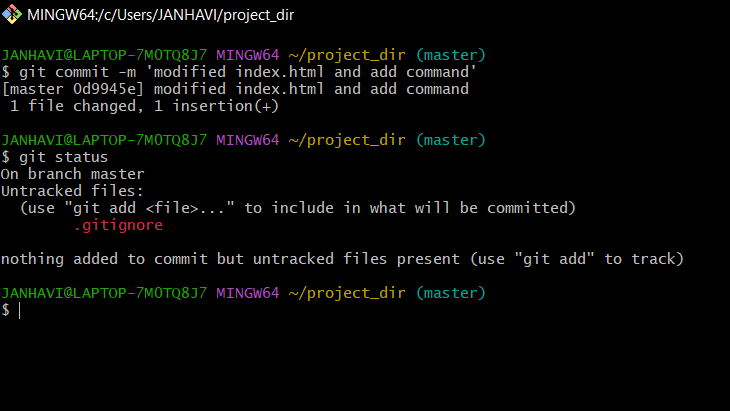 MINGW64:/c/Users/JANHAVI/project_dir
JANHAVI@LAPTOP-7M0TQ8J7 MINGW64 ~/project_dir (master)
$ git commit -m 'modified index.html and add command'
[master 0d9945e] modified index.html and add command
 1 file changed, 1 insertion(+)
JANHAVI@LAPTOP-7M0TQ8J7 MINGW64 ~/project_dir (master)
$ git status
On branch master
Untracked files:
  (use "git add <file>..." to include in what will be committed)
        .gitignore
nothing added to commit but untracked files present (use "git add" to track)
JANHAVI@LAPTOP-7M0TQ8J7 MINGW64 ~/project_dir (master)
$